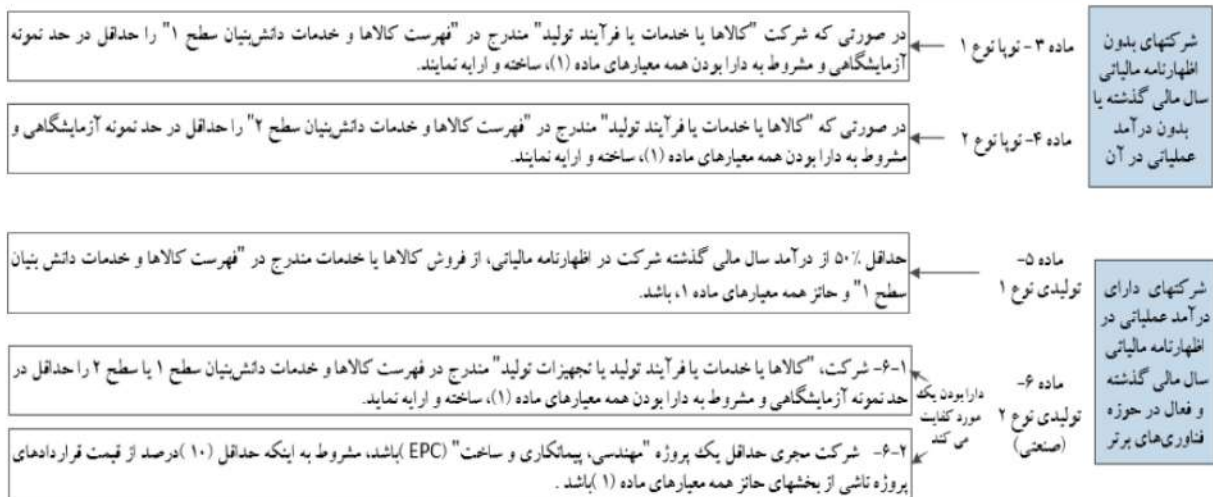 شرکتهای بدون
اظهارنامه مالیاتی
سال مالی گذشته یا
بدون درآمد
عملیاتی در آن
ماده ۳- نوپا نوع ۱
در صورتی که شرکت "کالاها یا خدمات یا فرآیند تولید" مندرج در "فهرست کالاها و خدمات دانش‌بنیان سطح ۱" را حداقل در حد نمونه
آزمایشگاهی و مشروط به دارا بودن همه معیارهای ماده (۱)، ساخته و ارایه نمایند.
ماده ۴- نوپا نوع ۲
در صورتی که "کالاها یا خدمات یا فرآیند تولید" مندرج در "فهرست کالاها و خدمات دانش‌بنیان سطح ۲" را حداقل در حد نمونه آزمایشگاهی و
مشروط به دارا بودن همه معیارهای ماده (۱)، ساخته و ارایه نمایند.
شرکتهای دارای
درآمد عملیاتی در
اظهارنامه مالیاتی
سال مالی گذشته
و فعال در حوزه
فناوری‌های برتر
ماده ۵-
تولیدی نوع ۱
حداقل ۵۰٪ از درآمد سال مالی گذشته شرکت در اظهارنامه مالیاتی، از فروش کالاها یا خدمات مندرج در "فهرست کالاها و خدمات دانش بنیان
سطح ۱" و حائز همه معیارهای ماده ۱، باشد.
ماده ۶-
تولیدی نوع ۲
(صنعتی)
دارا بودن یک
مورد کفایت
می کند
۶-۱- شرکت، "کالاها یا خدمات یا فرآیند تولید یا تجهیزات تولید" مندرج در فهرست کالاها و خدمات دانش‌بنیان سطح ۱ یا سطح ۲ را حداقل در
حد نمونه آزمایشگاهی و مشروط به دارا بودن همه معیارهای ماده (۱)، ساخته و ارایه نماید.
۶-۲- شرکت مجری حداقل یک پروژه "مهندسی، پیمانکاری و ساخت" (EPC )باشد، مشروط به اینکه حداقل (۱۰ )درصد از قیمت قراردادهای
پروژه ناشی از بخشهای حائز همه معیارهای ماده (۱ )باشد .